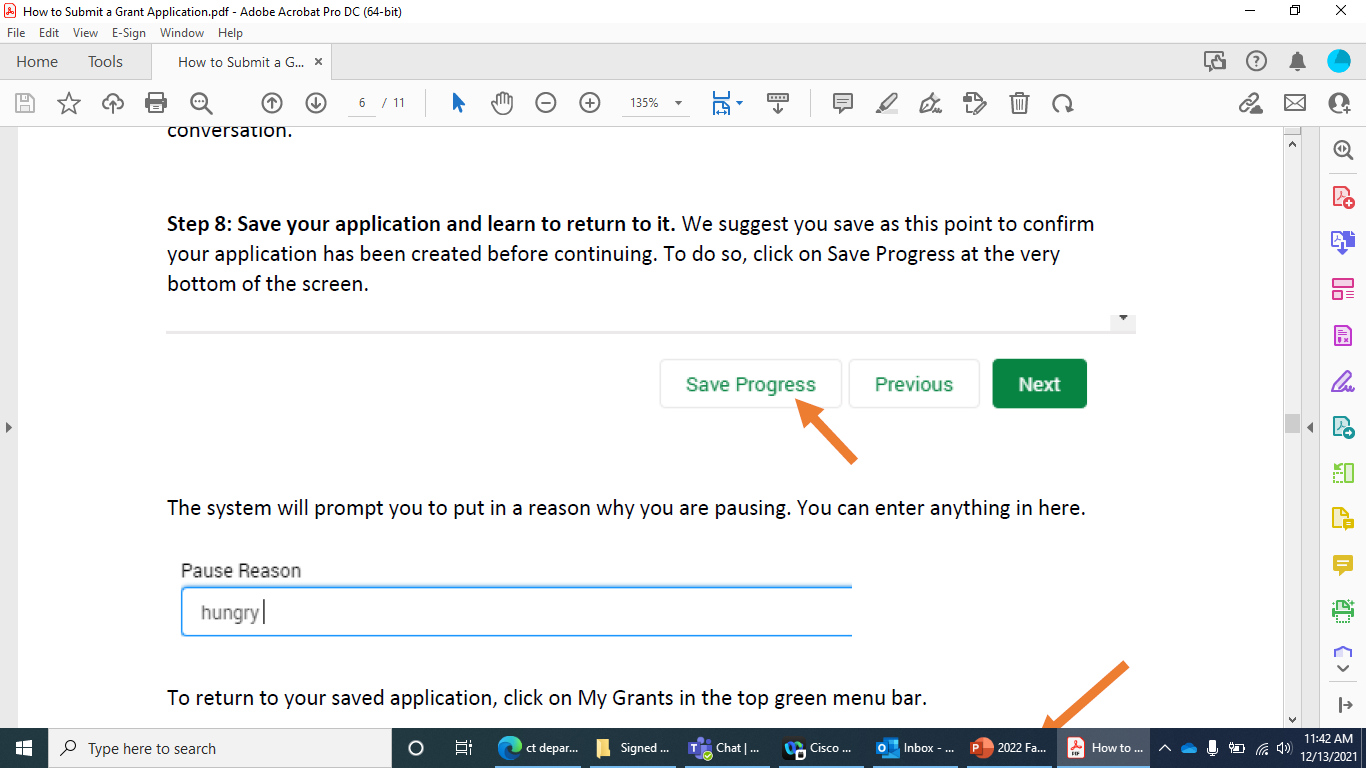 How to Submit a Grant Application.pdf - Adobe Acrobat Pro DC (64-bit)
File Edit View E-Sign Window Help
Home Tools How to Submit a G... ×
6 / 11 135%
conversation.
Step 8: Save your application and learn to return to it. We suggest you save as this point to confirm
your application has been created before continuing. To do so, click on Save Progress at the very
bottom of the screen.
Save Progress Previous Next
The system will prompt you to put in a reason why you are pausing. You can enter anything in here.
Pause Reason
hungry
To return to your saved application, click on My Grants in the top green menu bar.
Type here to search ct depar... Signed ... Chat | ... Cisco ... Inbox - ... 2022 Fa... How to ... 11:42 AM
12/13/2021